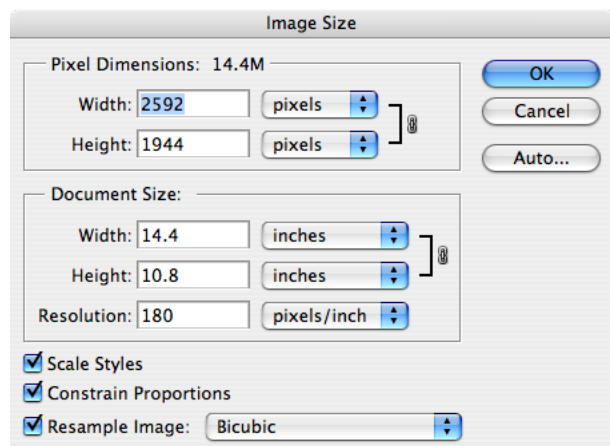 Image Size
Pixel Dimensions: 14.4M
OK
Width: 2592 pixels
Cancel
Height: 1944 pixels
Auto...
Document Size:
Width: 14.4 inches
Height: 10.8 inches
Resolution: 180 pixels/inch
Scale Styles
Constrain Proportions
Resample Image: Bicubic